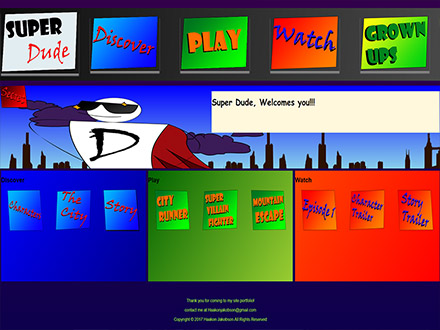 SUPER
Dude
Discover
PLAY
Watch
GROWN
UPS
Super Dude, Welcomes you!!!
D
Discover
Play
Watch
Characters
The
City
Story
CITY
RUNNER
SUPER
VILLAIN
FIGHTER
MOUNTAIN
ESCAPE
Episode 1
Character
Trailer
Story
Trailer
Thank you for coming to my site portfolio!
contact me at Haakonjakobson@gmail.com
Copyright © 2017 Haakon Jakobson All Rights Reserved